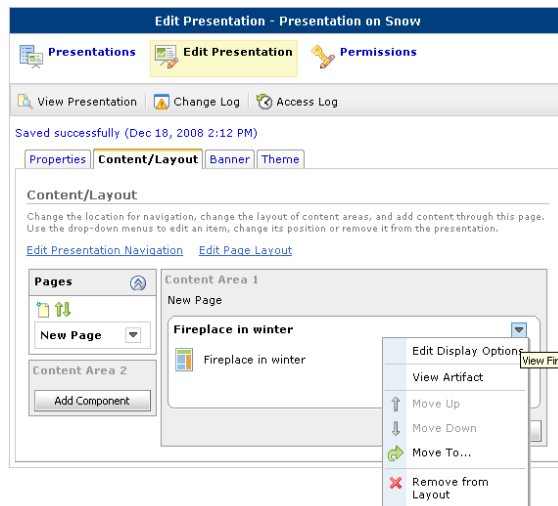 Edit Presentation - Presentation on Snow
Presentations
Edit Presentation
Permissions
View Presentation
Change Log
Access Log
Saved successfully (Dec 18, 2008 2:12 PM)
Properties
Content/Layout
Banner
Theme
Content/Layout
Change the location for navigation, change the layout of content areas, and add content through this page.
Use the drop-down menus to edit an item, change its position or remove it from the presentation.
Edit Presentation Navigation
Edit Page Layout
Pages
New Page
Content Area 2
Add Component
Content Area 1
New Page
Fireplace in winter
Fireplace in winter
Edit Display Options
View Fir
View Artifact
Move Up
Move Down
Move To...
Remove from
Layout